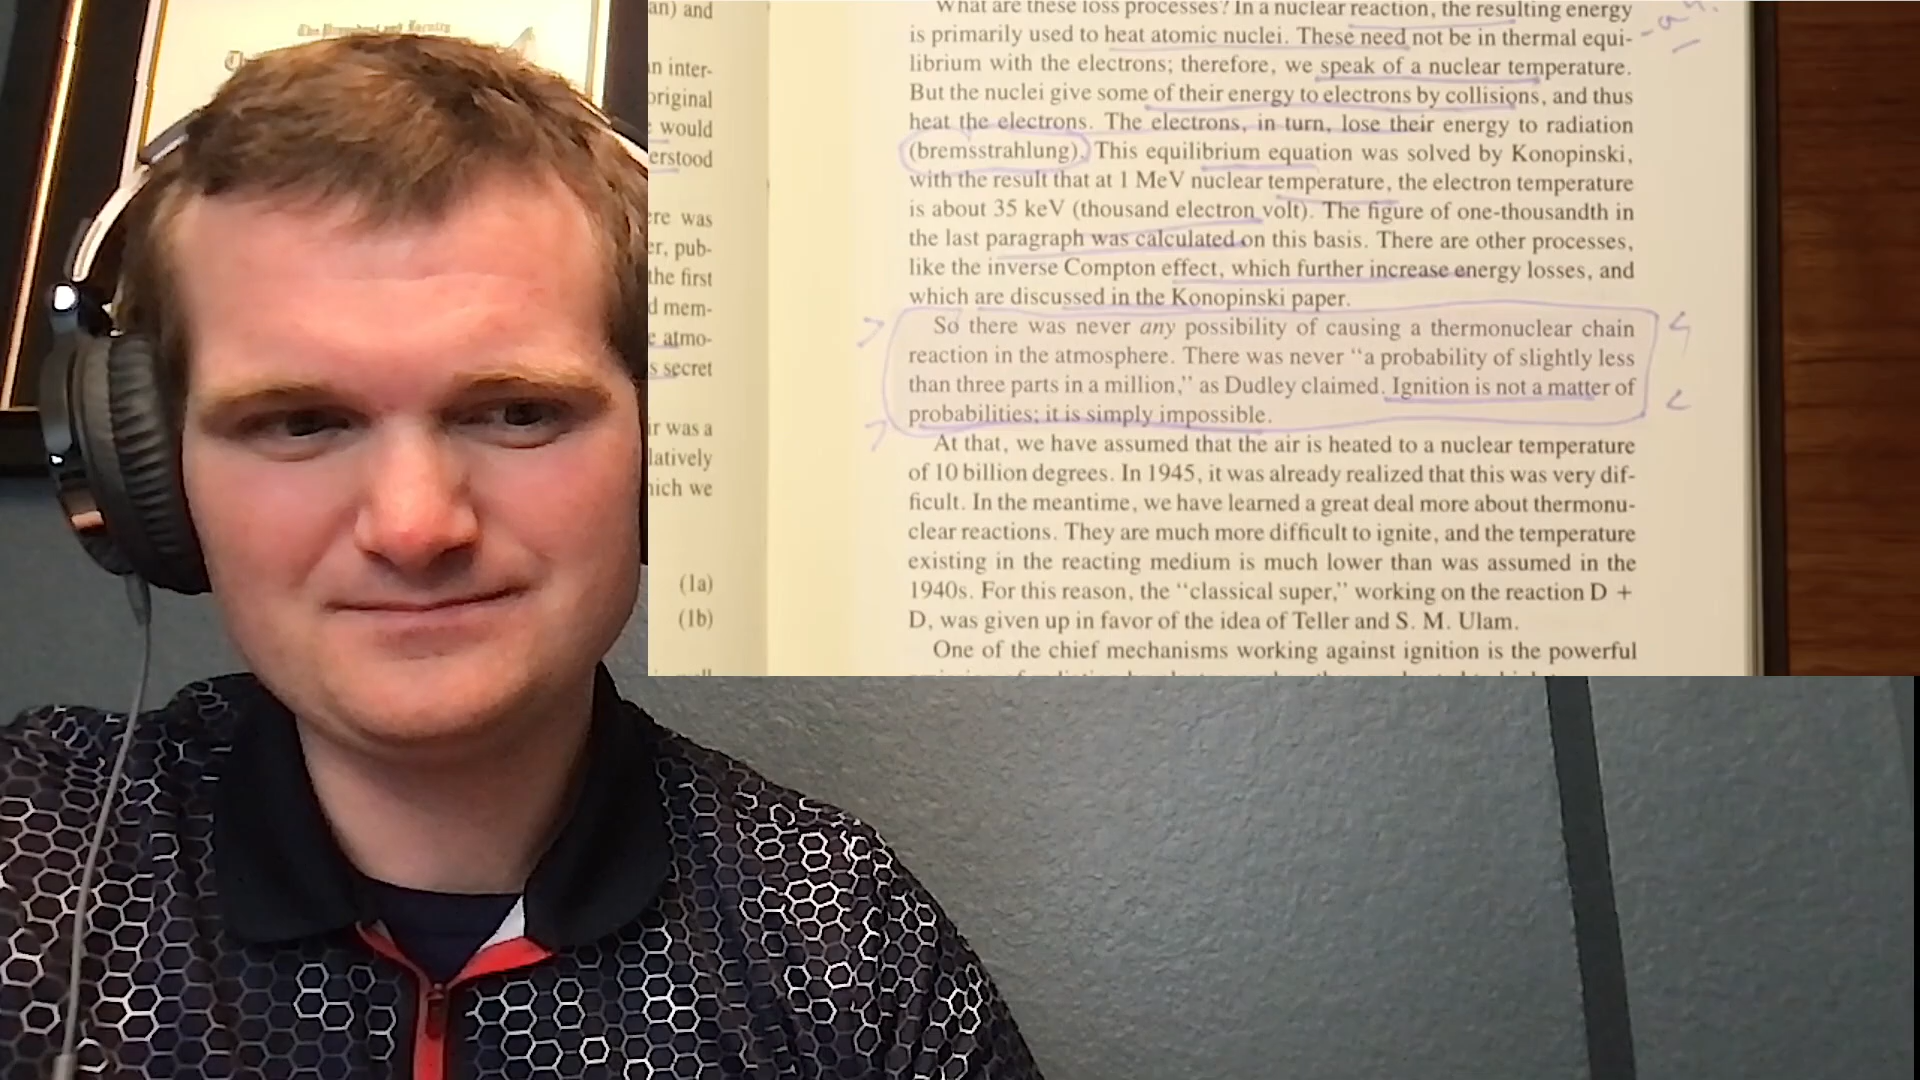 The President and Faculty
an) and
n inter-
original
would
erstood
ere was
er, pub-
the first
d mem-
e atmo-
s secret
ir was a
latively
hich we
(1a)
(1b)
What are these loss processes? In a nuclear reaction, the resulting energy
is primarily used to heat atomic nuclei. These need not be in thermal equi-
librium with the electrons; therefore, we speak of a nuclear temperature.
But the nuclei give some of their energy to electrons by collisions, and thus
heat the electrons. The electrons, in turn, lose their energy to radiation
(bremsstrahlung). This equilibrium equation was solved by Konopinski,
with the result that at 1 MeV nuclear temperature, the electron temperature
is about 35 keV (thousand electron volt). The figure of one-thousandth in
the last paragraph was calculated on this basis. There are other processes,
like the inverse Compton effect, which further increase energy losses, and
which are discussed in the Konopinski paper.
So there was never any possibility of causing a thermonuclear chain
reaction in the atmosphere. There was never “a probability of slightly less
than three parts in a million,” as Dudley claimed. Ignition is not a matter of
probabilities; it is simply impossible.
At that, we have assumed that the air is heated to a nuclear temperature
of 10 billion degrees. In 1945, it was already realized that this was very dif-
ficult. In the meantime, we have learned a great deal more about thermonu-
clear reactions. They are much more difficult to ignite, and the temperature
existing in the reacting medium is much lower than was assumed in the
1940s. For this reason, the “classical super,” working on the reaction D +
D, was given up in favor of the idea of Teller and S. M. Ulam.
One of the chief mechanisms working against ignition is the powerful